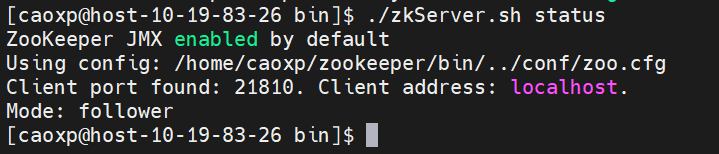 [caoxp@host-10-19-83-26 bin]$ ./zkServer.sh status
ZooKeeper JMX enabled by default
Using config: /home/caoxp/zookeeper/bin/../conf/zoo.cfg
Client port found: 21810. Client address: localhost.
Mode: follower
[caoxp@host-10-19-83-26 bin]$